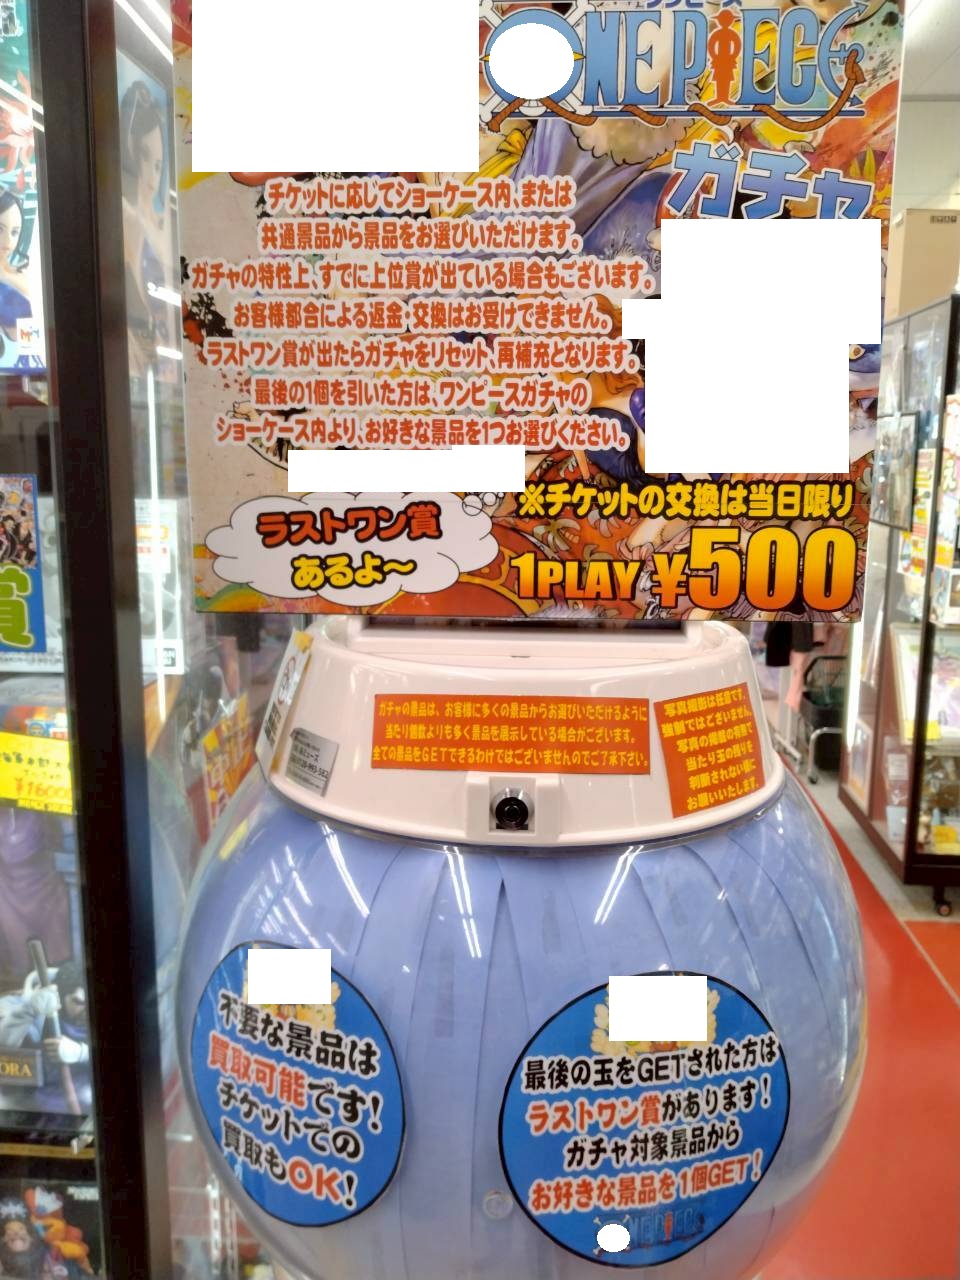 ワンピース
ONE PIECE
ガチャ
チケットに応じてショーケース内、または
共通景品から景品をお選びいただけます。
ガチャの特性上、すでに上位賞が出ている場合もございます。
お客様都合による返金・交換はお受けできません。
ラストワン賞が出たらガチャをリセット、再補充となります。
最後の1個を引いた方は、ワンピースガチャの
ショーケース内より、お好きな景品を1つお選びください。
※チケットの交換は当日限り
ラストワン賞
あるよ〜
1PLAY ¥500
ガチャの景品は、お客様に多くの景品からお選びいただけるように
当たり個数よりも多く景品を展示している場合がございます。
全ての景品をGETできるわけではございませんのでご了承下さい。
写真撮影は任意です。
強制ではございません。
写真の掲載の有無で
当たり玉の残りを
判断されない様に
お願いいたします。
不要な景品は
買取可能です!
チケットでの
買取もOK!
最後の玉をGETされた方は
ラストワン賞があります!
ガチャ対象景品から
お好きな景品を1個GET!
ONE PIECE
賞